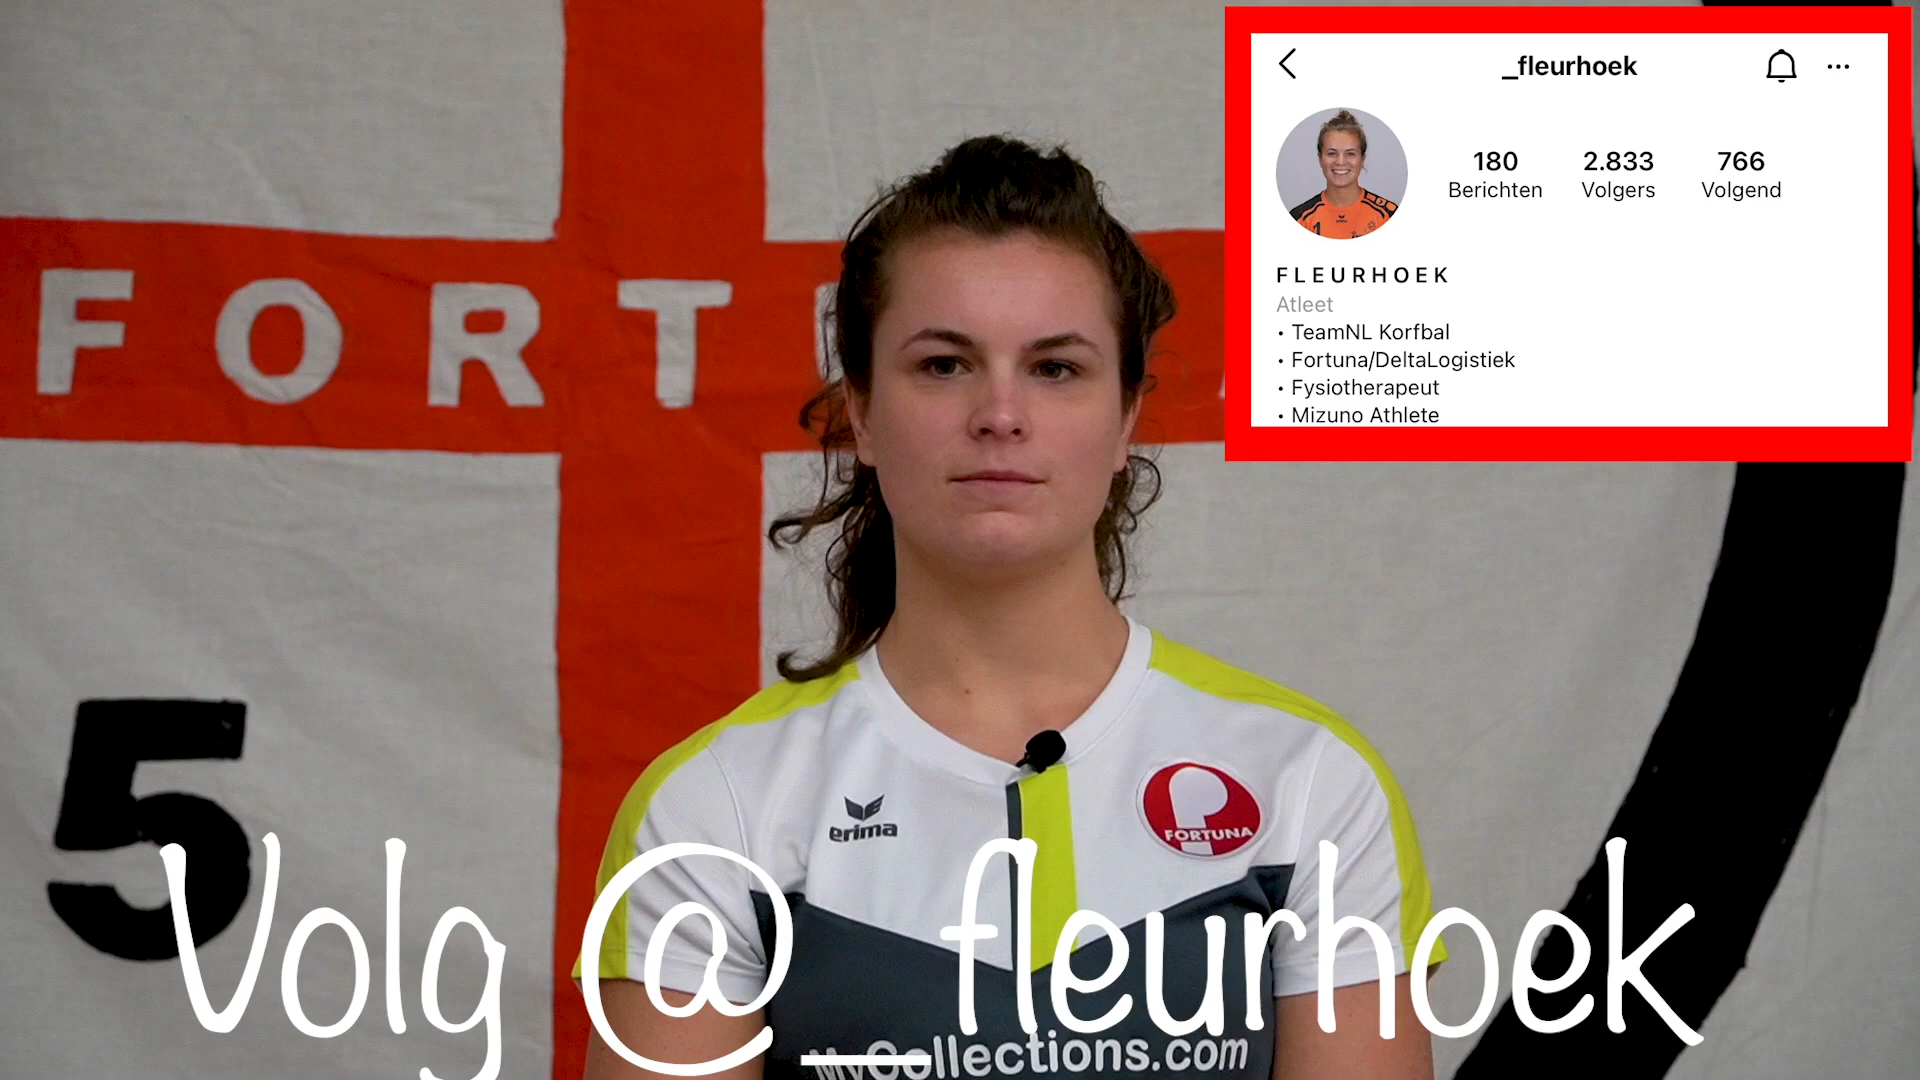 _fleurhoek
180 2.833 766
Berichten Volgers Volgend
FLEURHOEK
Atleet
• TeamNL Korfbal
• Fortuna/DeltaLogistiek
• Fysiotherapeut
• Mizuno Athlete
FORT
5
erima
FORTUNA
Volg @_fleurhoek
MyCollections.com